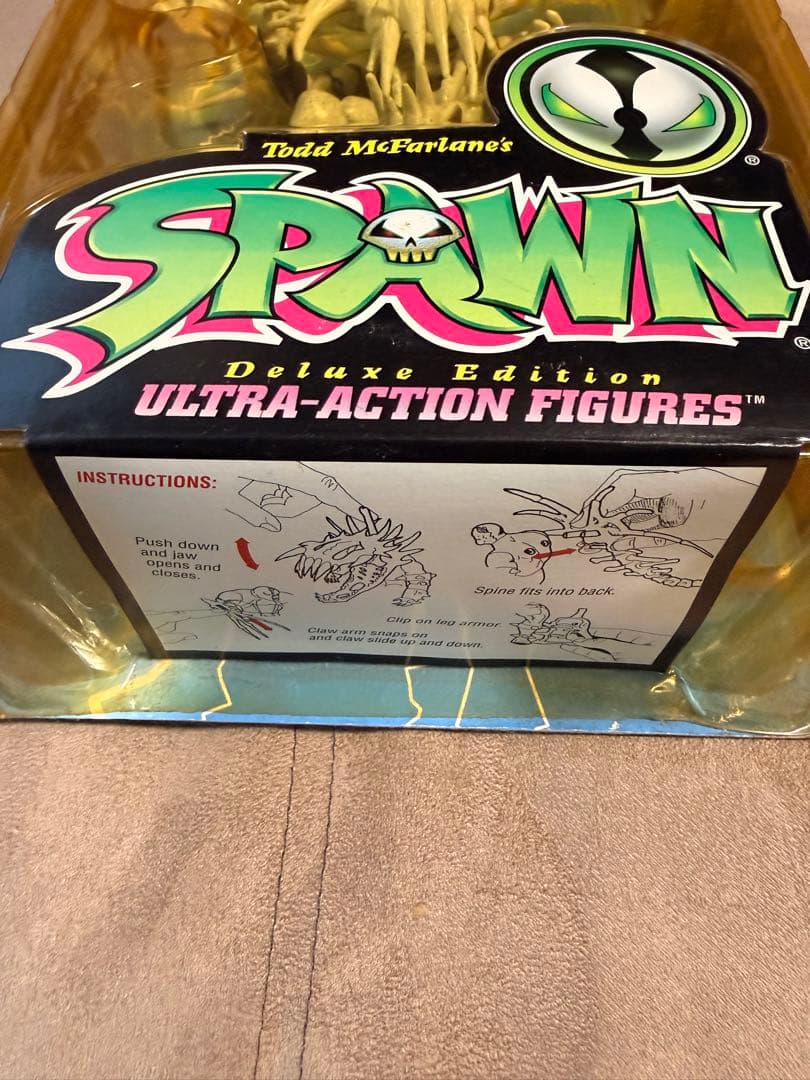 Todd McFarlane's
SPAWN
®
®
Deluxe Edition
ULTRA-ACTION FIGURES™
INSTRUCTIONS:
Push down
and jaw
opens and
closes.
Spine fits into back.
Clip on leg armor.
Claw arm snaps on
and claw slide up and down.